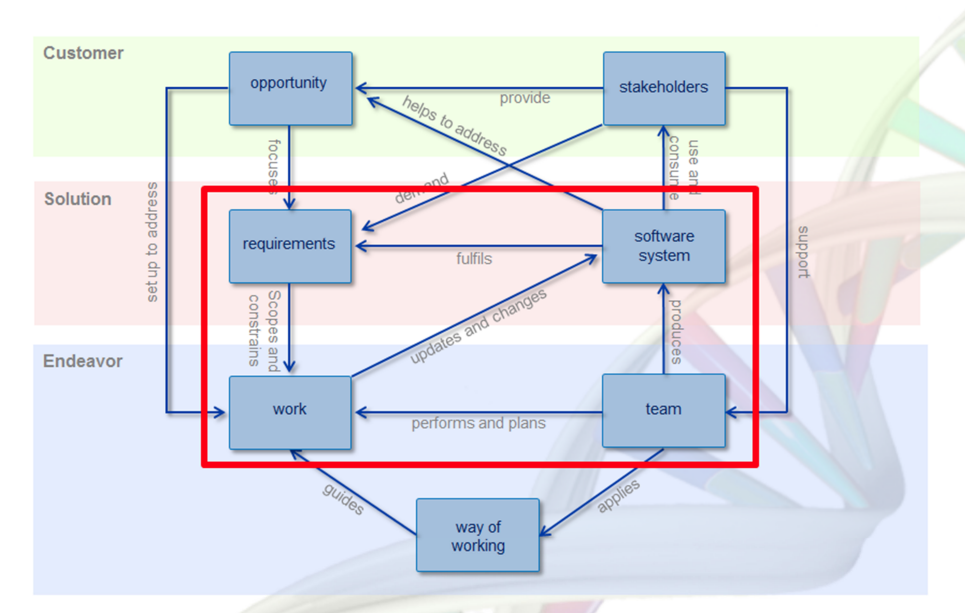 Customer
opportunity
stakeholders
provide
helps to address
focuses
use and
consume
demand
Solution
set up to address
requirements
software
system
fulfils
support
Scopes and
constrains
updates and changes
produces
Endeavor
work
team
performs and plans
guides
applies
way of
working